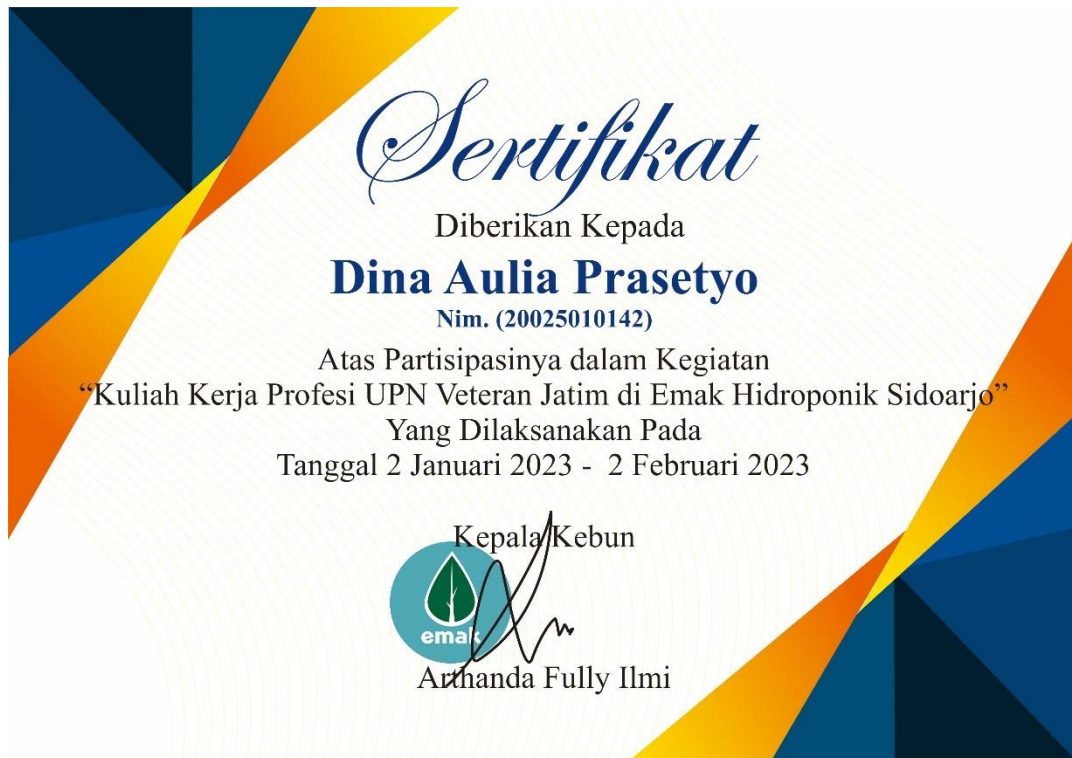 Sertifikat
Diberikan Kepada
Dina Aulia Prasetyo
Nim. (20025010142)
Atas Partisipasinya dalam Kegiatan
“Kuliah Kerja Profesi UPN Veteran Jatim di Emak Hidroponik Sidoarjo”
Yang Dilaksanakan Pada
Tanggal 2 Januari 2023 -  2 Februari 2023
Kepala Kebun
emak
Arthanda Fully Ilmi